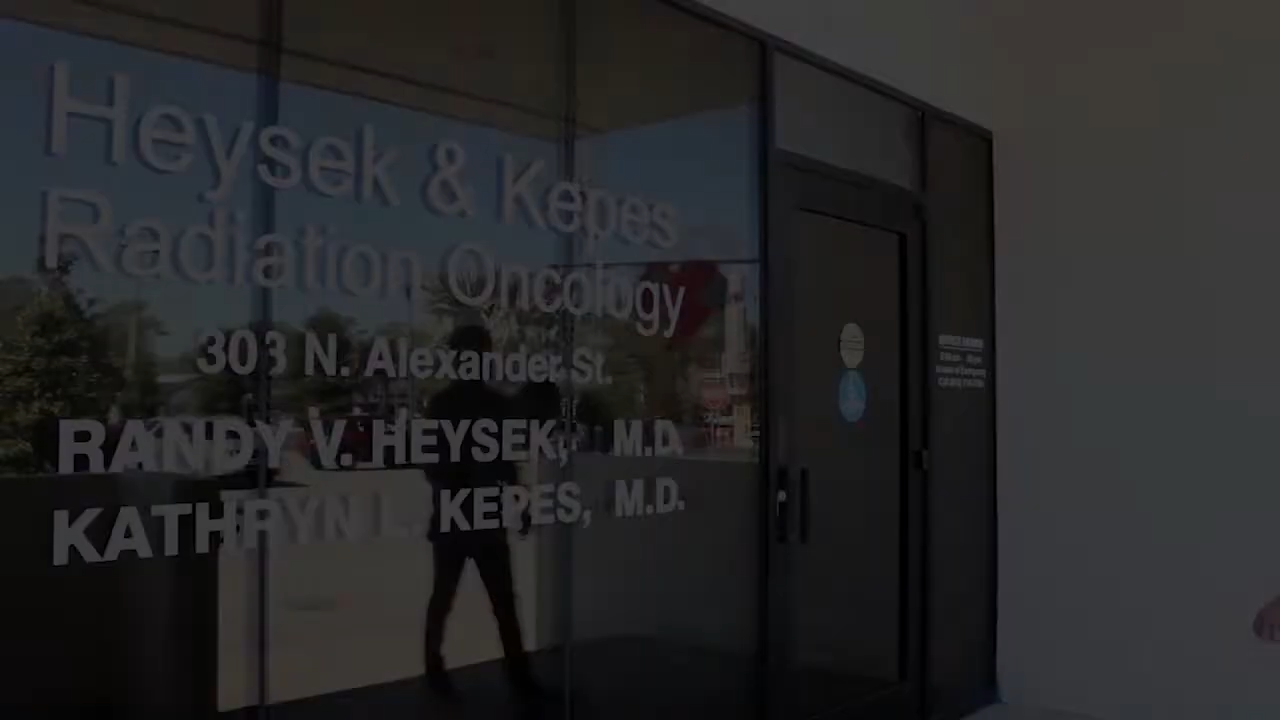 Heysek & Kepes
Radiation Oncology
303 N. Alexander St.
RANDY V. HEYSEK, M.D.
KATHRYN L. KEPES, M.D.